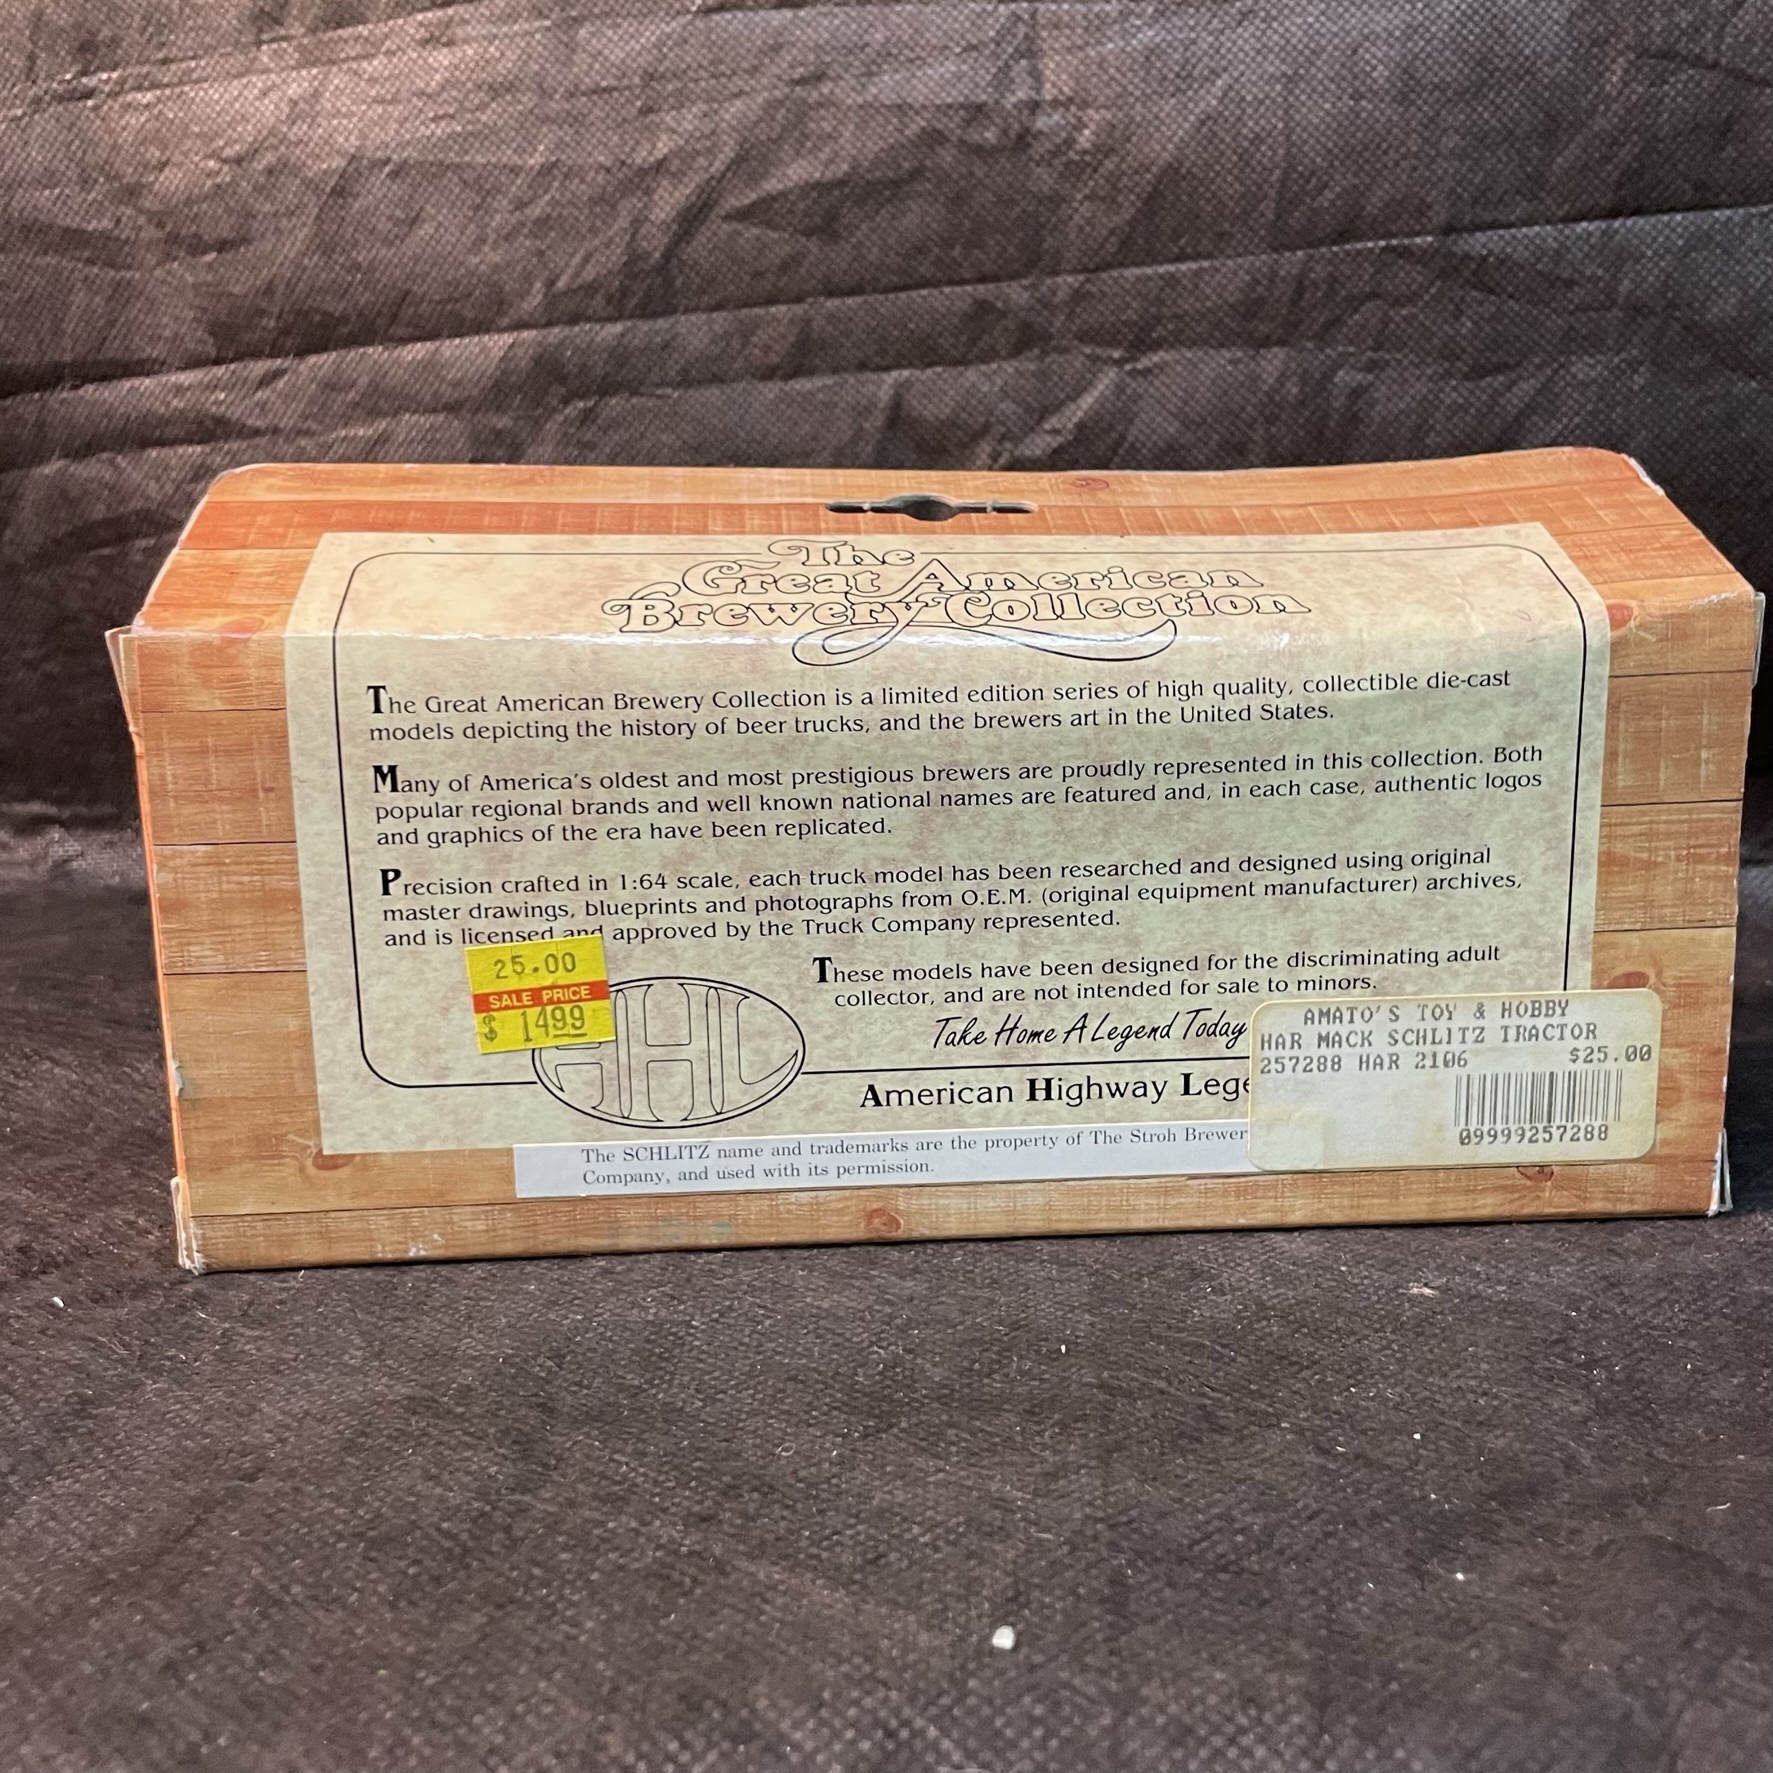 The
Great American
Brewery Collection
The Great American Brewery Collection is a limited edition series of high quality, collectible die-cast
models depicting the history of beer trucks, and the brewers art in the United States.
Many of America's oldest and most prestigious brewers are proudly represented in this collection. Both
popular regional brands and well known national names are featured and, in each case, authentic logos
and graphics of the era have been replicated.
Precision crafted in 1:64 scale, each truck model has been researched and designed using original
master drawings, blueprints and photographs from O.E.M. (original equipment manufacturer) archives,
and is licensed and approved by the Truck Company represented.
25.00
SALE PRICE
$ 1499
AHL
These models have been designed for the discriminating adult
collector, and are not intended for sale to minors.
Take Home A Legend Today
American Highway Lege
AMATO'S TOY & HOBBY
HAR MACK SCHLITZ TRACTOR
257288 HAR 2106 $25.00
09999257288
The SCHLITZ name and trademarks are the property of The Stroh Brewer
Company, and used with its permission.